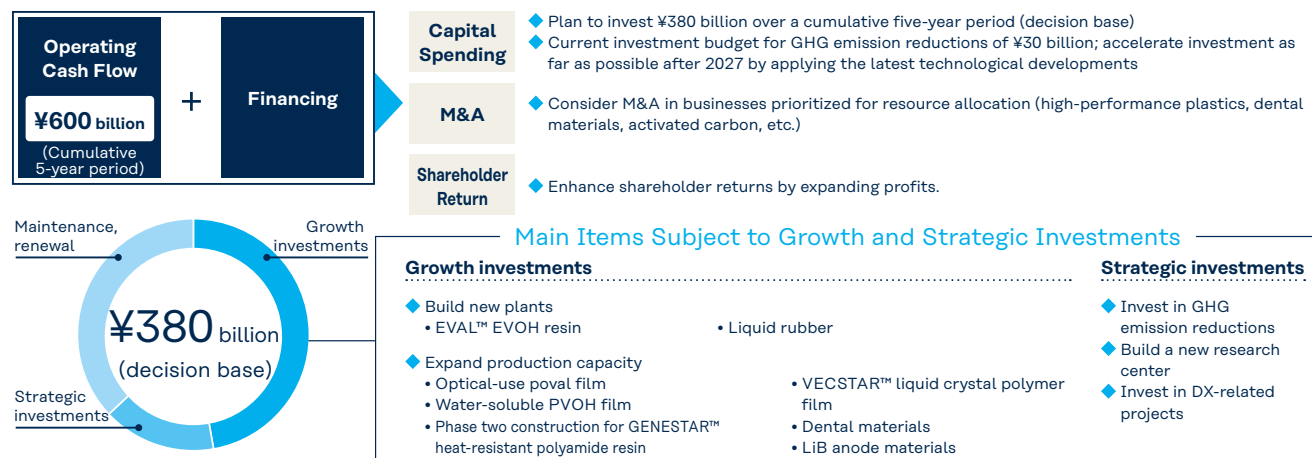 Operating
Cash Flow
¥600 billion
(Cumulative
5-year period)
+
Financing
Capital
Spending
◆ Plan to invest ¥380 billion over a cumulative five-year period (decision base)
◆ Current investment budget for GHG emission reductions of ¥30 billion; accelerate investment as
far as possible after 2027 by applying the latest technological developments
M&A
◆ Consider M&A in businesses prioritized for resource allocation (high-performance plastics, dental
materials, activated carbon, etc.)
Shareholder
Return
◆ Enhance shareholder returns by expanding profits.
Maintenance,
renewal
Growth
investments
¥380 billion
(decision base)
Strategic
investments
Main Items Subject to Growth and Strategic Investments
Growth investments
◆ Build new plants
• EVAL™ EVOH resin
• Liquid rubber
◆ Expand production capacity
• Optical-use poval film
• Water-soluble PVOH film
• Phase two construction for GENESTAR™
heat-resistant polyamide resin
• VECSTAR™ liquid crystal polymer
film
• Dental materials
• LiB anode materials
Strategic investments
◆ Invest in GHG
emission reductions
◆ Build a new research
center
◆ Invest in DX-related
projects